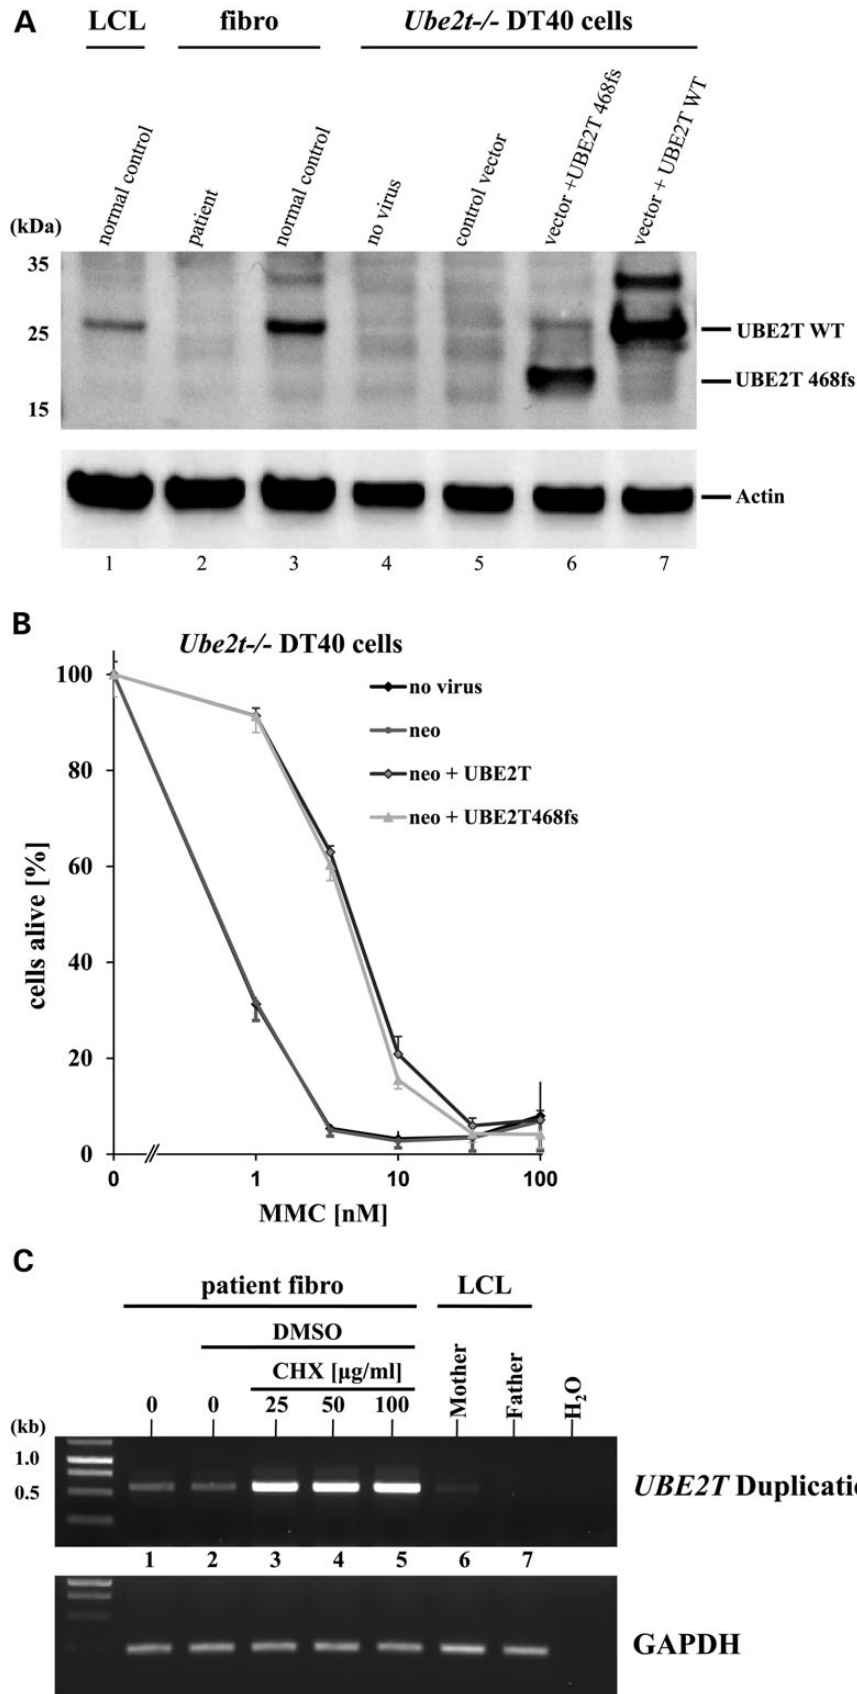 A
LCL fibro Ube2t-/- DT40 cells
normal control patient normal control no virus control vector vector +UBE2T 468fs vector + UBE2T WT
(kDa)
35
25 UBE2T WT
UBE2T 468fs
15
Actin
1 2 3 4 5 6 7
B
Ube2t-/- DT40 cells
100
no virus
neo
80
neo + UBE2T
neo + UBE2T468fs
60
40
20
0
cells alive [%]
0 1 10 100
MMC [nM]
C
patient fibro LCL
DMSO
CHX [µg/ml]
0 0 25 50 100 Mother Father H₂O
(kb)
1.0
0.5 UBE2T Duplicatio
1 2 3 4 5 6 7
GAPDH